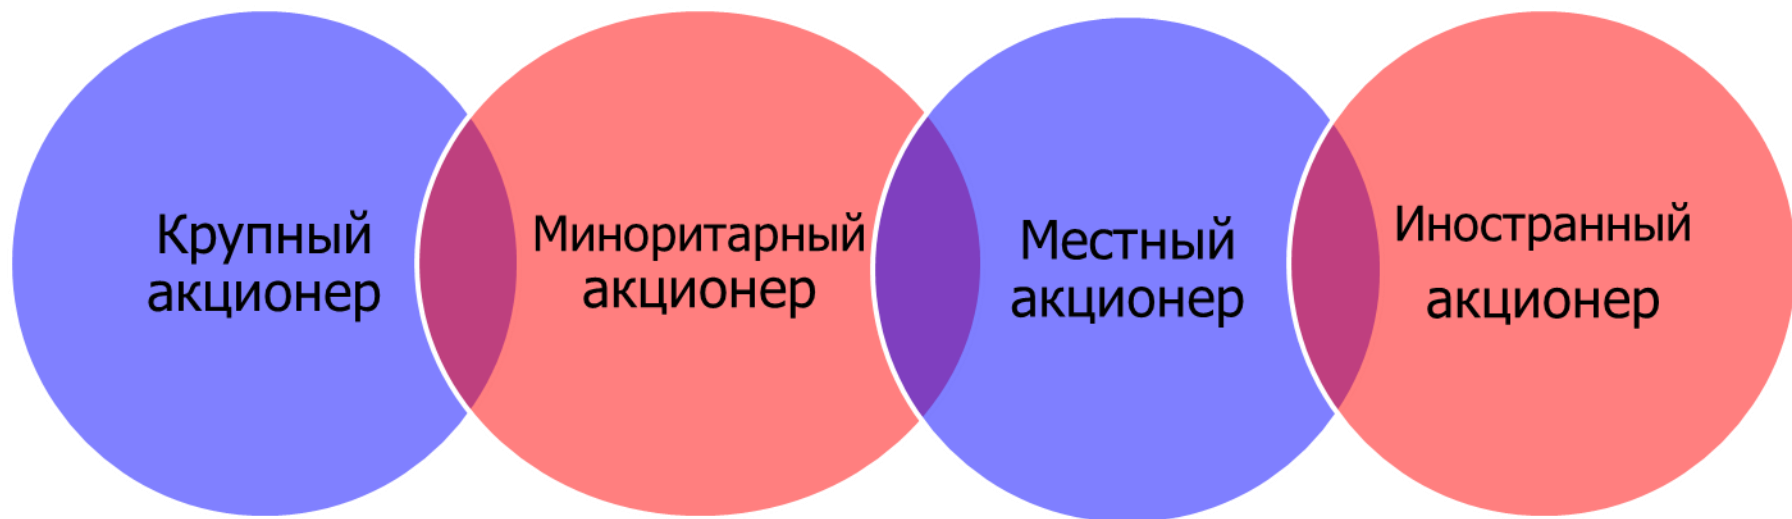 Крупный
акционер
Миноритарный
акционер
Местный
акционер
Иностранный
акционер